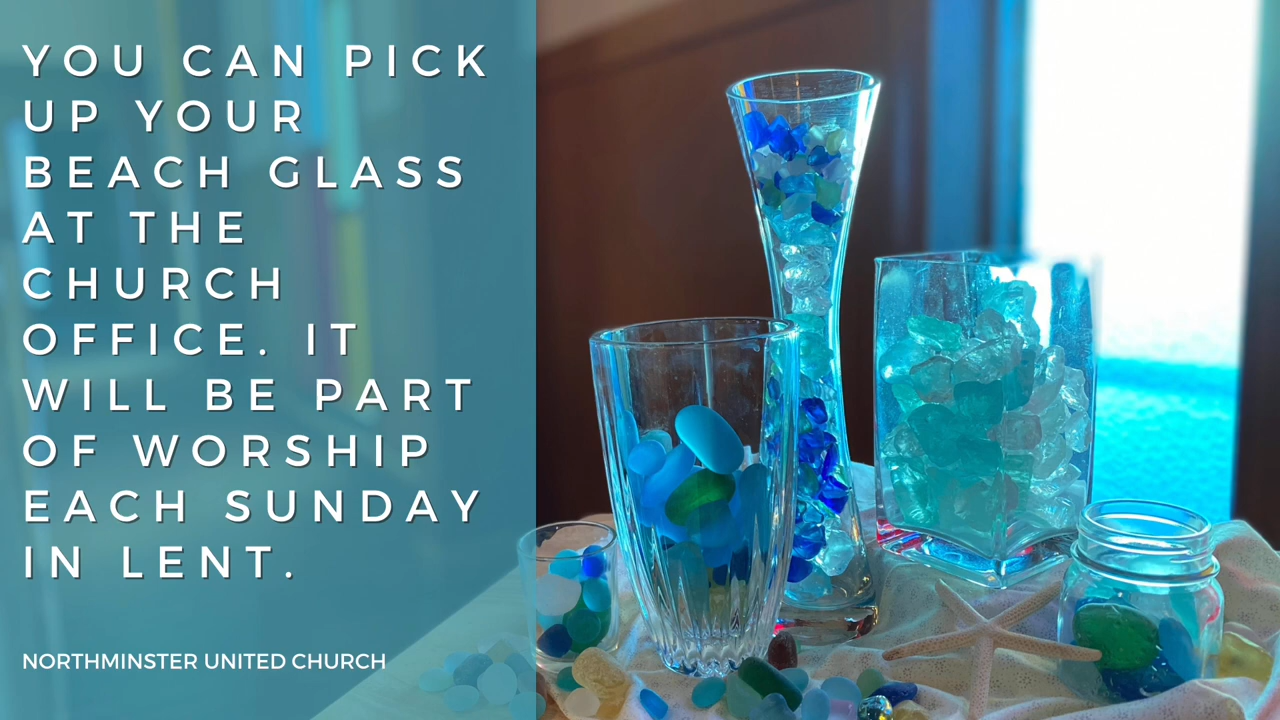 YOU CAN PICK
UP YOUR
BEACH GLASS
AT THE
CHURCH
OFFICE. IT
WILL BE PART
OF WORSHIP
EACH SUNDAY
IN LENT.
NORTHMINSTER UNITED CHURCH